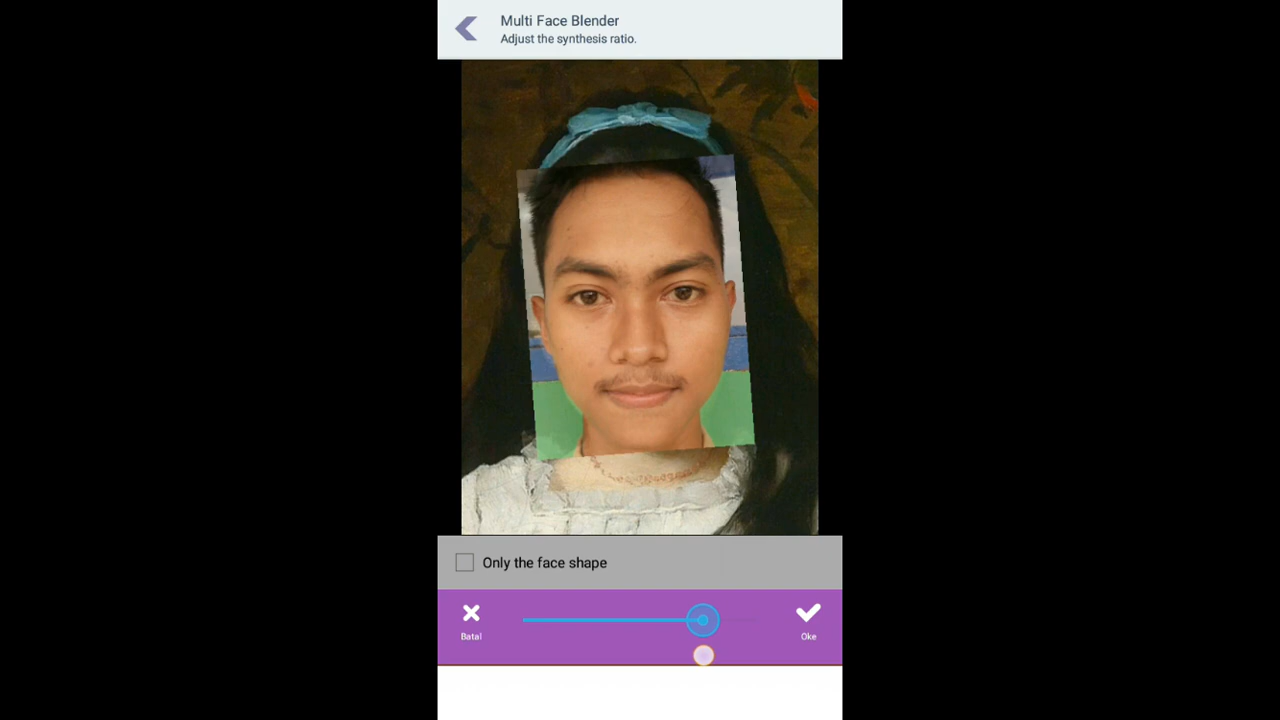 Multi Face Blender
Adjust the synthesis ratio.
Only the face shape
Batal
Oke